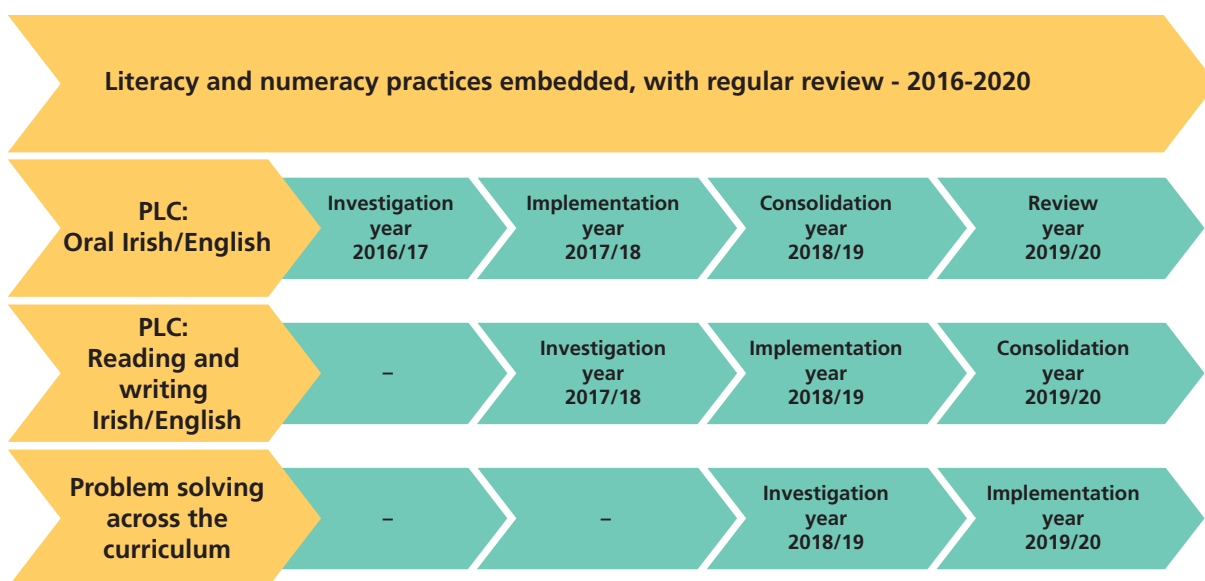 Literacy and numeracy practices embedded, with regular review - 2016-2020
PLC:
Oral Irish/English
Investigation
year
2016/17
Implementation
year
2017/18
Consolidation
year
2018/19
Review
year
2019/20
PLC:
Reading and
writing
Irish/English
–
Investigation
year
2017/18
Implementation
year
2018/19
Consolidation
year
2019/20
Problem solving
across the
curriculum
–
–
Investigation
year
2018/19
Implementation
year
2019/20